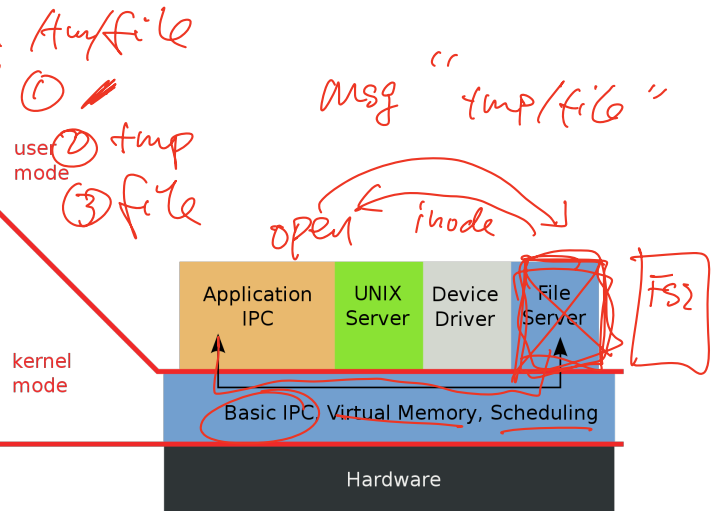 /tmp/file
①
② tmp
③ file
msg "tmp/file"
user
mode
open
inode
Application
IPC
UNIX
Server
Device
Driver
File
Server
FS2
kernel
mode
Basic IPC, Virtual Memory, Scheduling
Hardware